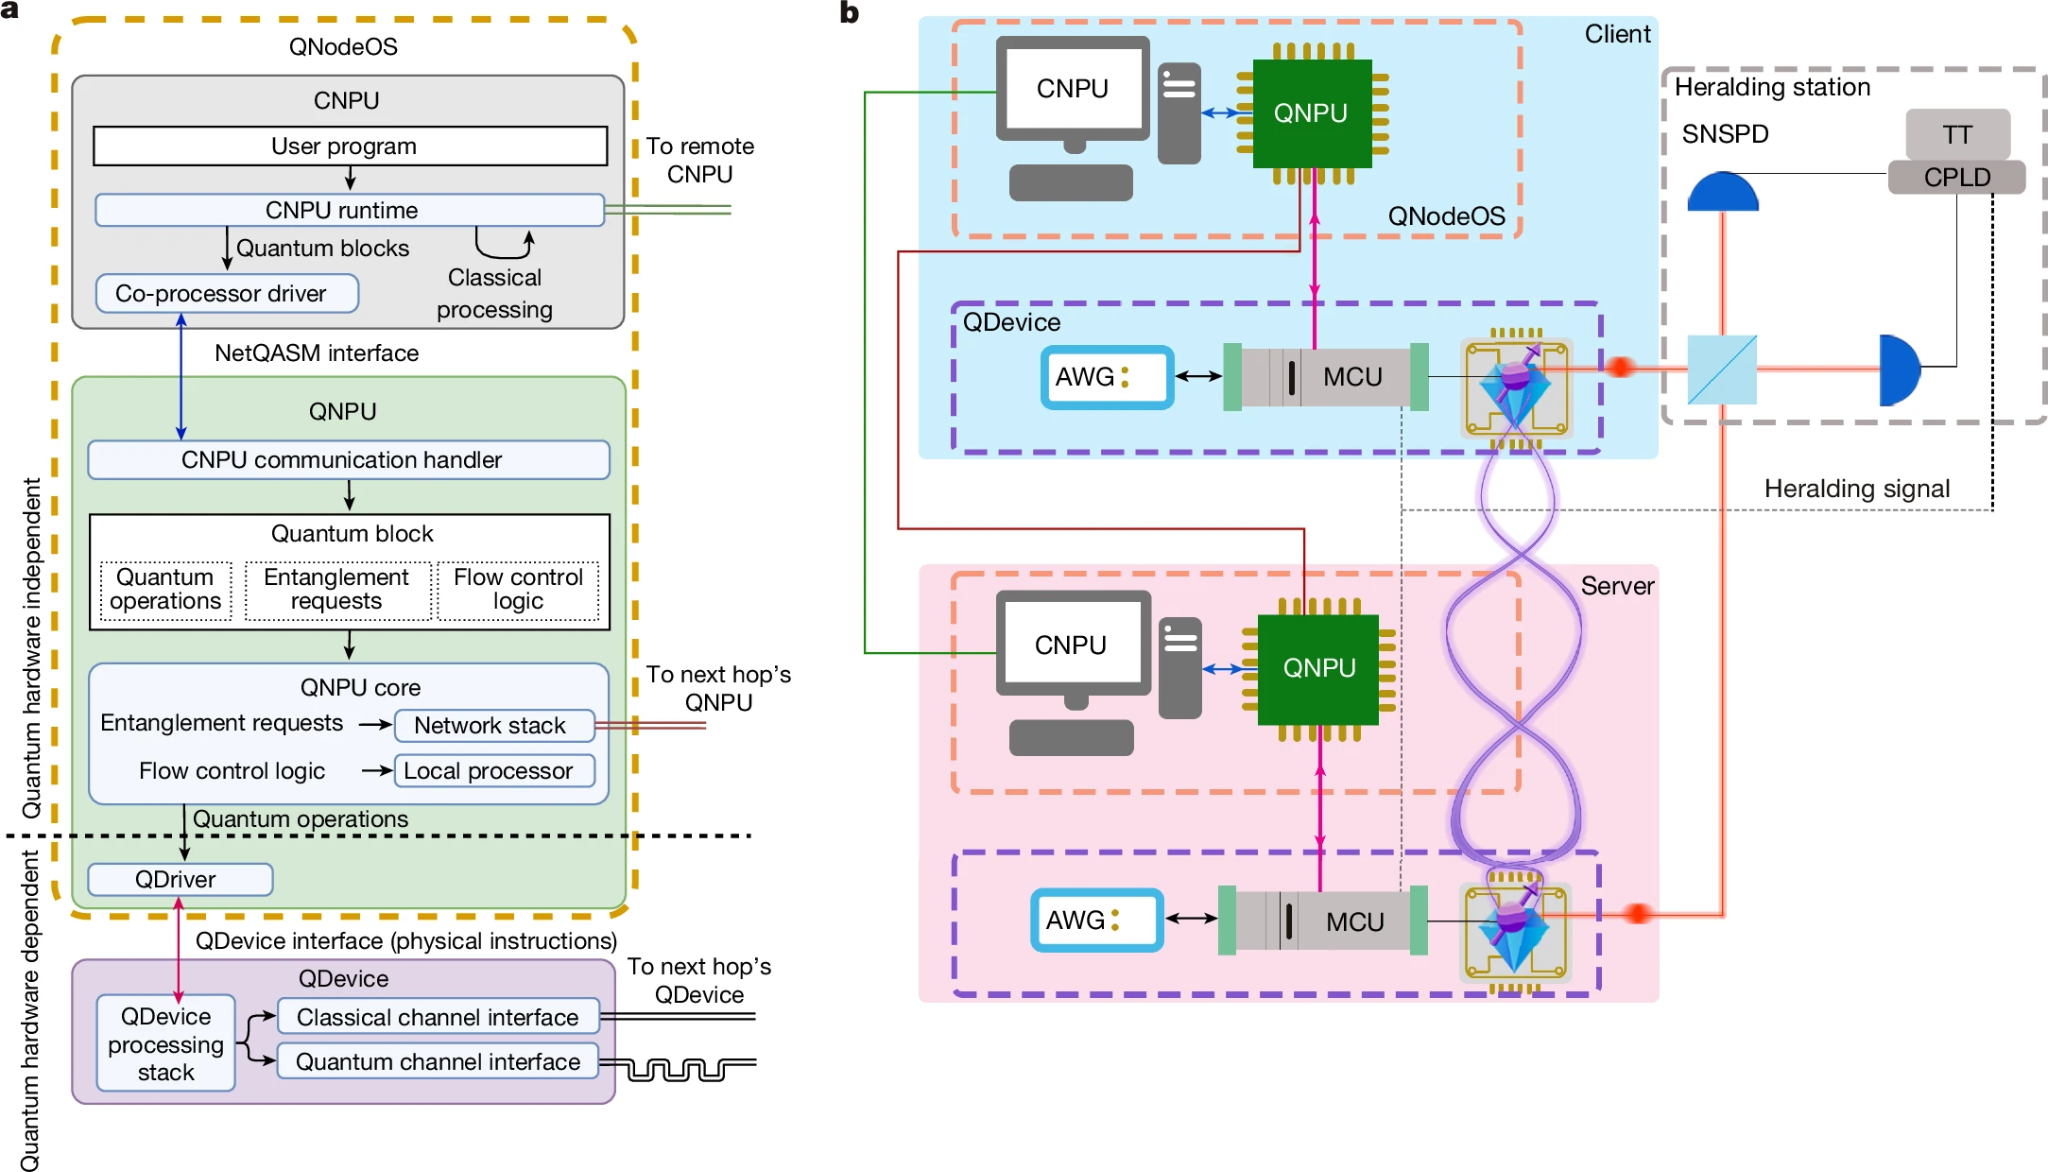 a
QNodeOS
CNPU
User program
CNPU runtime
To remote
CNPU
Quantum blocks
Classical
processing
Co-processor driver
NetQASM interface
QNPU
CNPU communication handler
Quantum block
Quantum
operations
Entanglement
requests
Flow control
logic
QNPU core
Entanglement requests
Network stack
To next hop's
QNPU
Flow control logic
Local processor
Quantum operations
QDriver
QDevice interface (physical instructions)
QDevice
QDevice
processing
stack
Classical channel interface
Quantum channel interface
To next hop's
QDevice
Quantum hardware independent
Quantum hardware dependent
b
Client
CNPU
QNPU
QNodeOS
QDevice
AWG
MCU
Heralding station
SNSPD
TT
CPLD
Heralding signal
Server
CNPU
QNPU
AWG
MCU